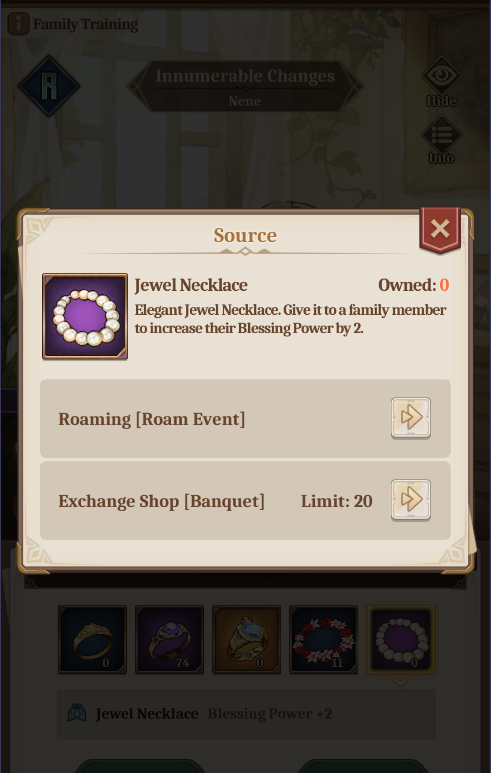 Family Training
R
Innumerable Changes
Nene
Hide
Info
Source
Jewel Necklace
Owned: 0
Elegant Jewel Necklace. Give it to a family member
to increase their Blessing Power by 2.
Roaming [Roam Event]
Exchange Shop [Banquet]
Limit: 20
0
74
0
11
0
Jewel Necklace Blessing Power +2